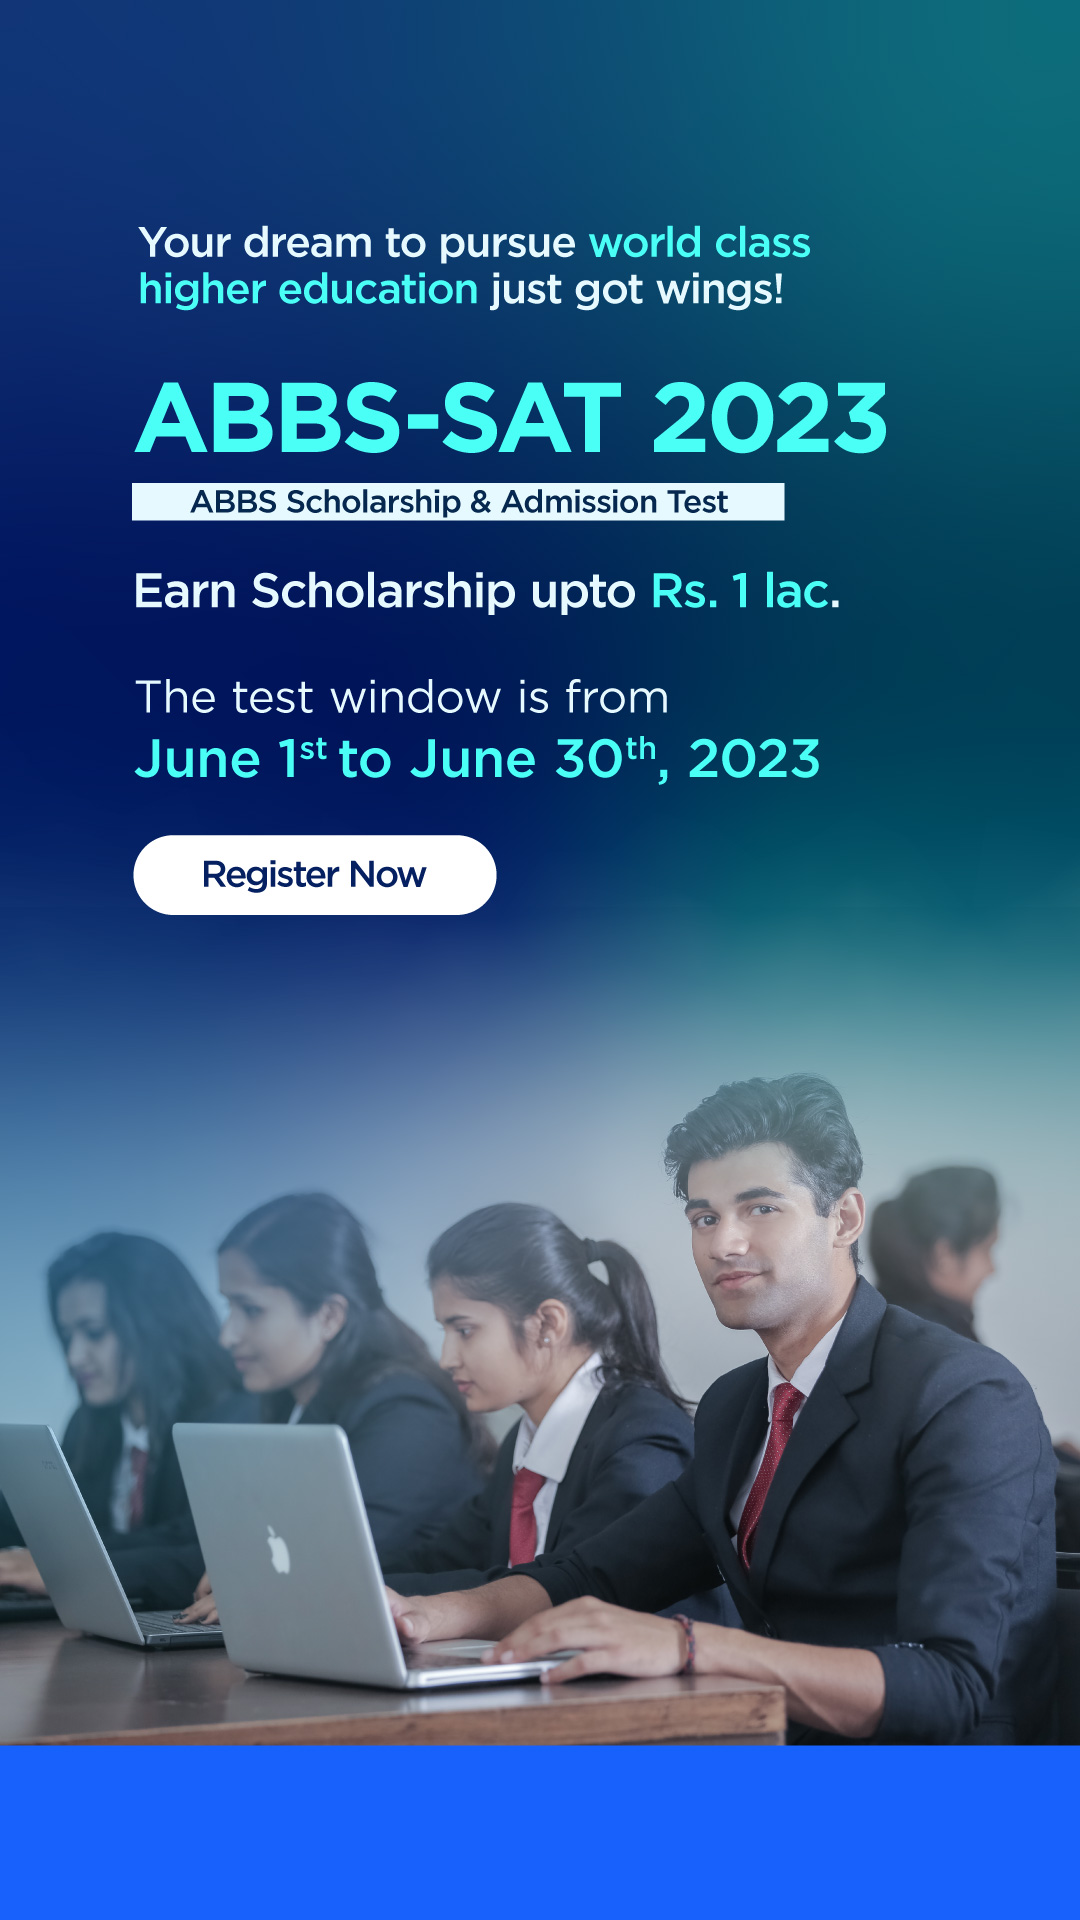 Your dream to pursue world class
higher education just got wings!
ABBS-SAT 2023
ABBS Scholarship & Admission Test
Earn Scholarship upto Rs. 1 lac.
The test window is from
June 1st to June 30th, 2023
Register Now